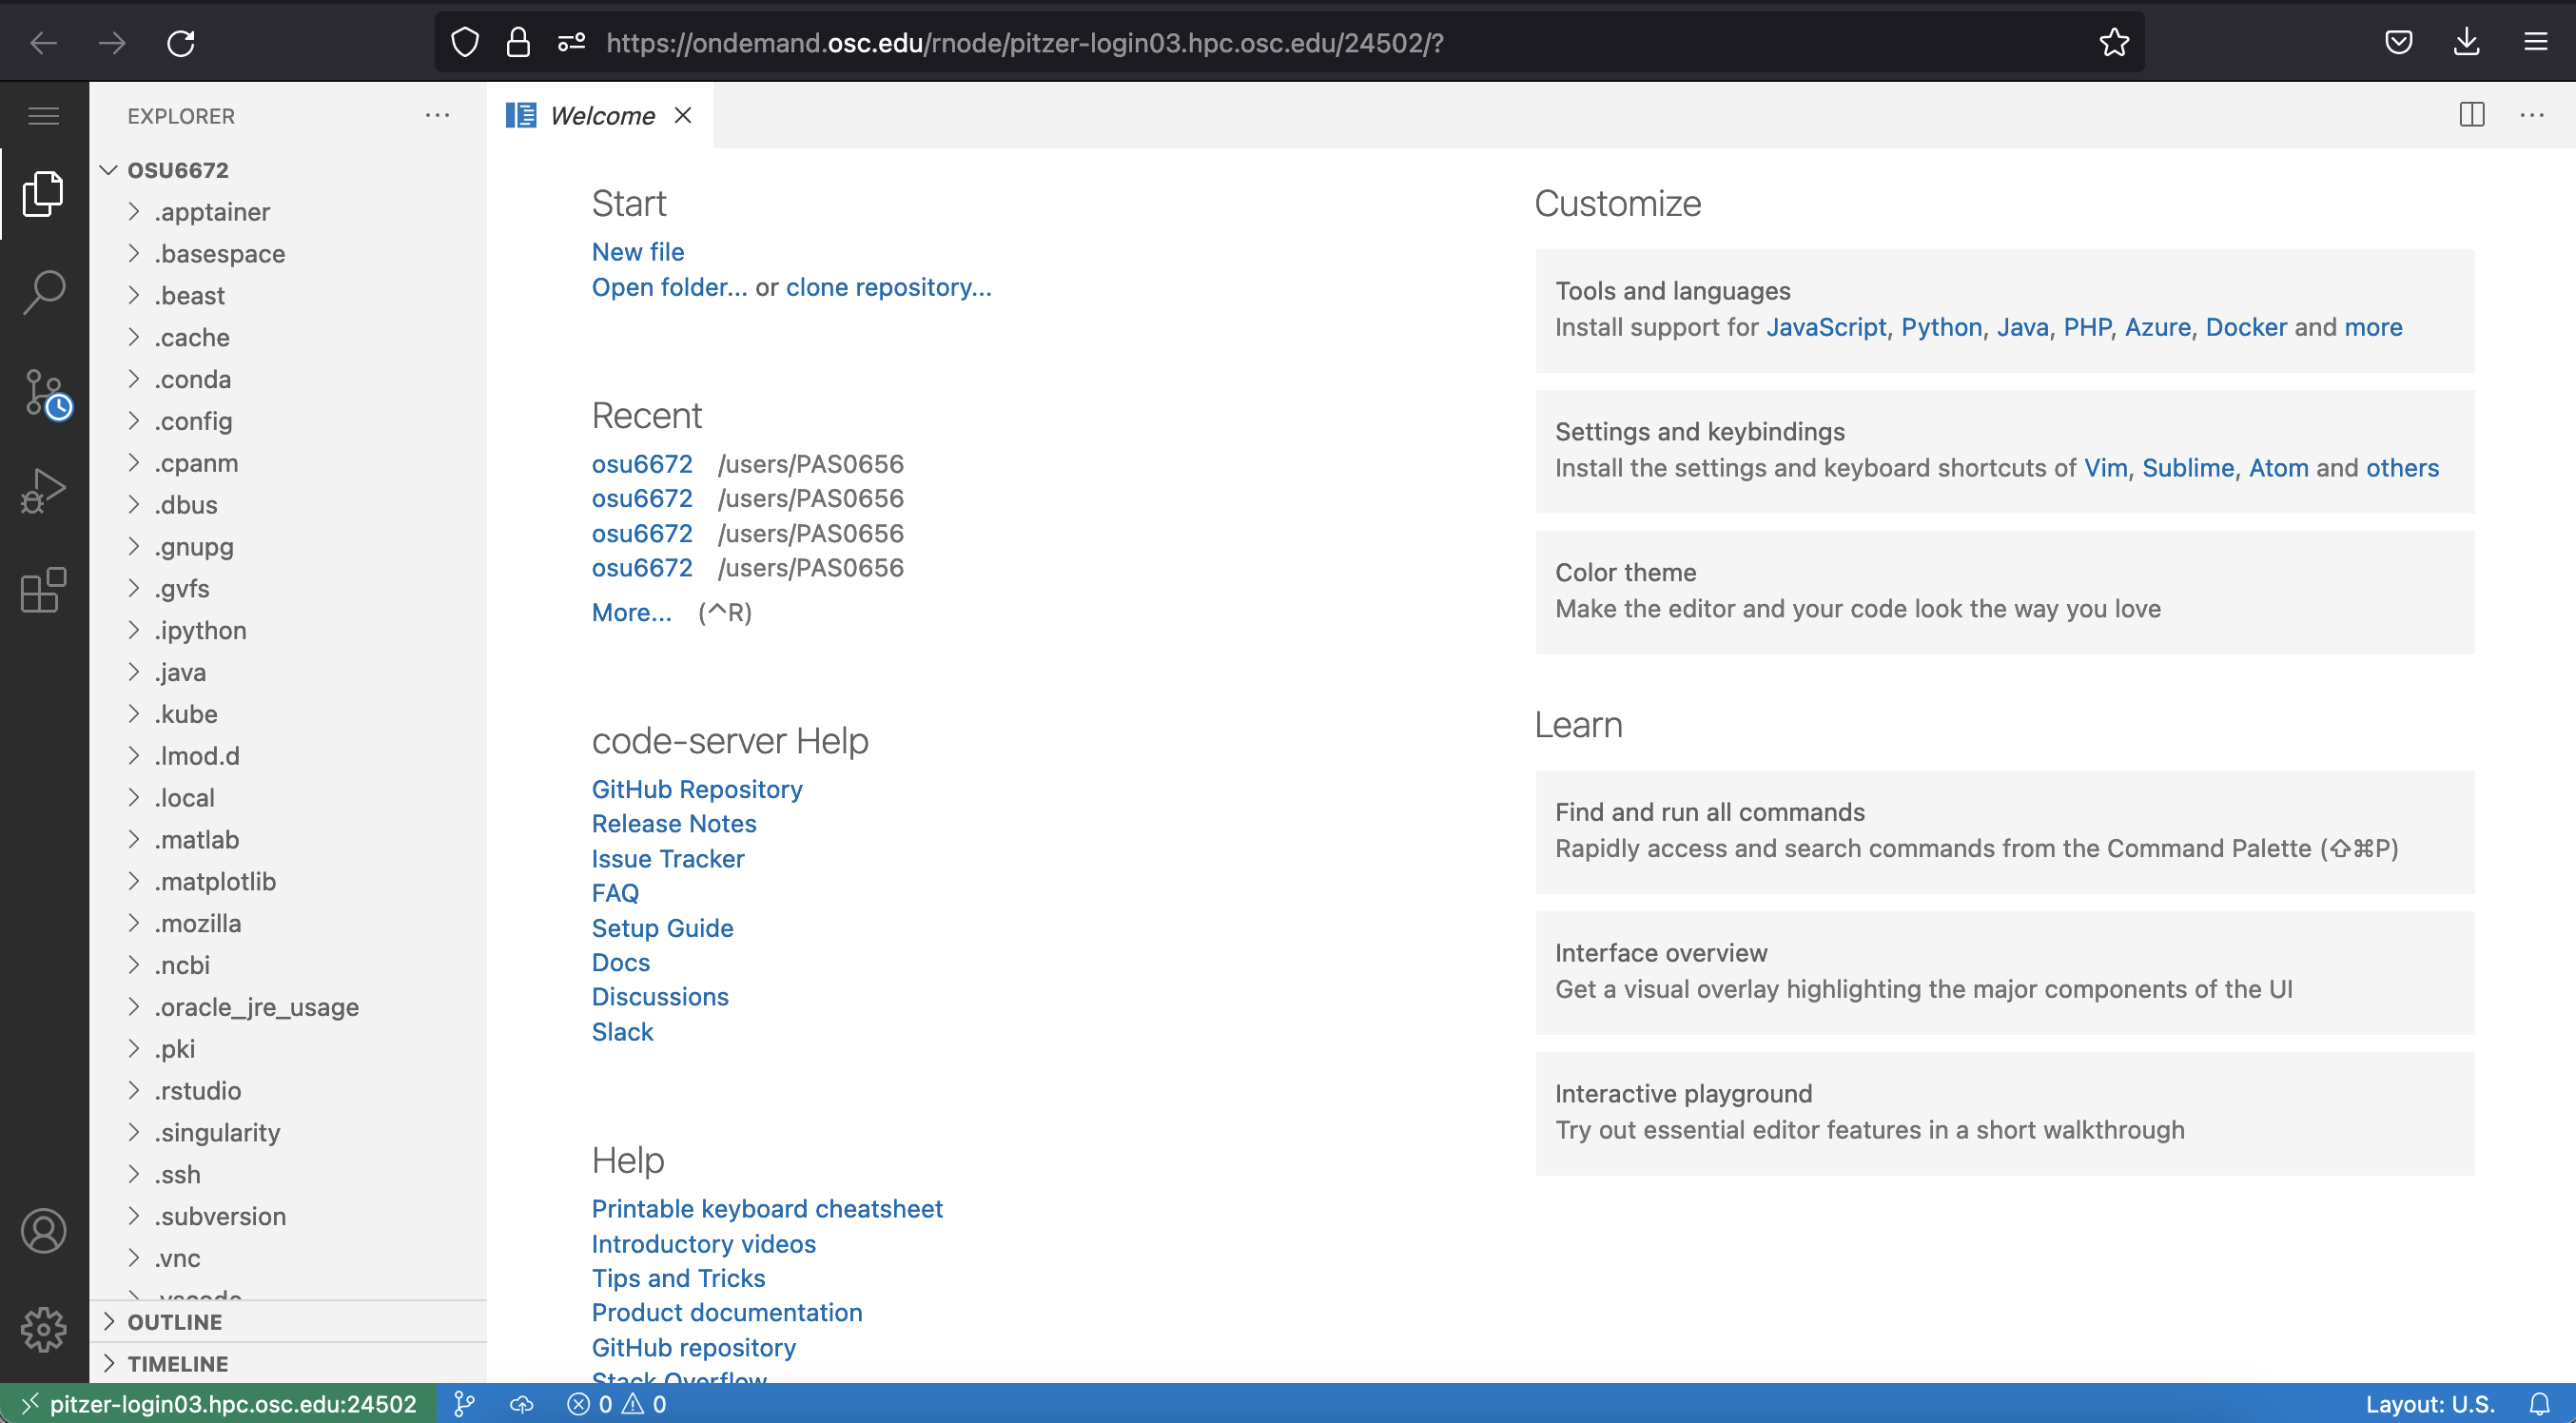 https://ondemand.osc.edu/rnode/pitzer-login03.hpc.osc.edu/24502/?
EXPLORER
OSU6672
.apptainer
.basespace
.beast
.cache
.conda
.config
.cpanm
.dbus
.gnupg
.gvfs
.ipython
.java
.kube
.lmod.d
.local
.matlab
.matplotlib
.mozilla
.ncbi
.oracle_jre_usage
.pki
.rstudio
.singularity
.ssh
.subversion
.vnc
.vscode
OUTLINE
TIMELINE
Welcome
Start
New file
Open folder... or clone repository...
Recent
osu6672 /users/PAS0656
osu6672 /users/PAS0656
osu6672 /users/PAS0656
osu6672 /users/PAS0656
More... (^R)
code-server Help
GitHub Repository
Release Notes
Issue Tracker
FAQ
Setup Guide
Docs
Discussions
Slack
Help
Printable keyboard cheatsheet
Introductory videos
Tips and Tricks
Product documentation
GitHub repository
Stack Overflow
Customize
Tools and languages
Install support for JavaScript, Python, Java, PHP, Azure, Docker and more
Settings and keybindings
Install the settings and keyboard shortcuts of Vim, Sublime, Atom and others
Color theme
Make the editor and your code look the way you love
Learn
Find and run all commands
Rapidly access and search commands from the Command Palette (⇧⌘P)
Interface overview
Get a visual overlay highlighting the major components of the UI
Interactive playground
Try out essential editor features in a short walkthrough
pitzer-login03.hpc.osc.edu:24502
0 0
Layout: U.S.